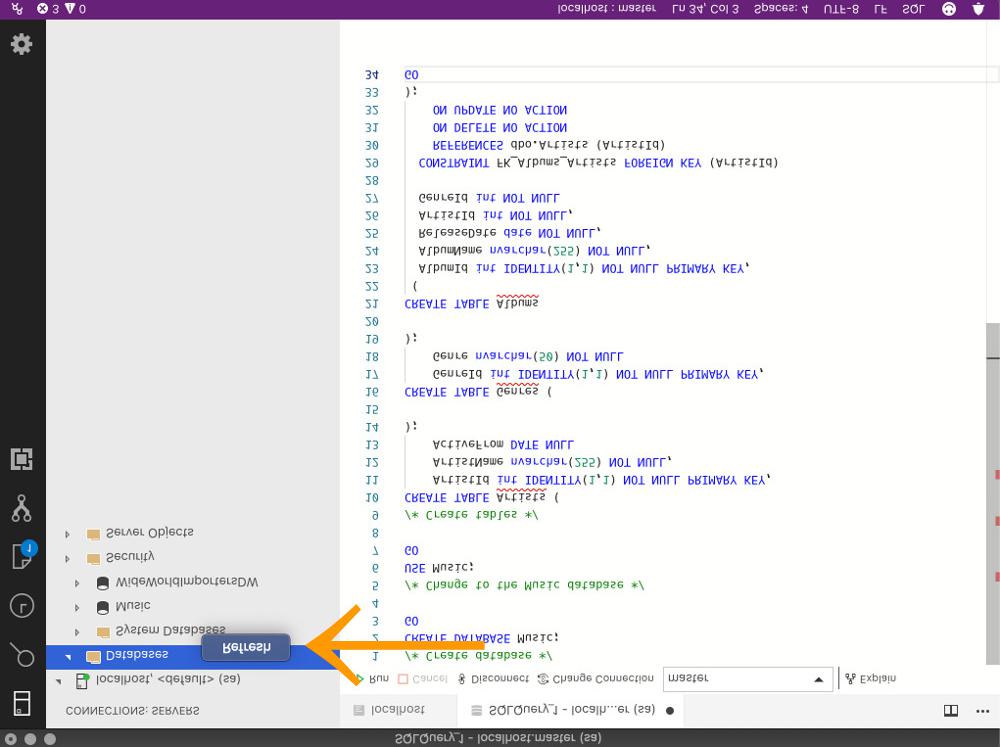 SQLQuery_1 - localhost.master (sa)
CONNECTIONS: SERVERS
localhost, <default> (sa)
Databases
Refresh
System Databases
Music
WideWorldImportersDW
Security
Server Objects
1
localhost
SQLQuery_1 - localh...er (sa)
Run Cancel Disconnect Change Connection master Explain
1 /* Create database */
2 CREATE DATABASE Music;
3 GO
4
5 /* Change to the Music database */
6 USE Music;
7 GO
8
9 /* Create tables */
10 CREATE TABLE Artists (
11 ArtistId int IDENTITY(1,1) NOT NULL PRIMARY KEY,
12 ArtistName nvarchar(255) NOT NULL,
13 ActiveFrom DATE NULL
14 );
15
16 CREATE TABLE Genres (
17 GenreId int IDENTITY(1,1) NOT NULL PRIMARY KEY,
18 Genre nvarchar(50) NOT NULL
19 );
20
21 CREATE TABLE Albums
22 (
23 AlbumId int IDENTITY(1,1) NOT NULL PRIMARY KEY,
24 AlbumName nvarchar(255) NOT NULL,
25 ReleaseDate date NOT NULL,
26 ArtistId int NOT NULL,
27 GenreId int NOT NULL
28
29 CONSTRAINT FK_Albums_Artists FOREIGN KEY (ArtistId)
30 REFERENCES dbo.Artists (ArtistId)
31 ON DELETE NO ACTION
32 ON UPDATE NO ACTION
33 );
34 GO
3 0 localhost : master Ln 34, Col 3 Spaces: 4 UTF-8 LF SQL